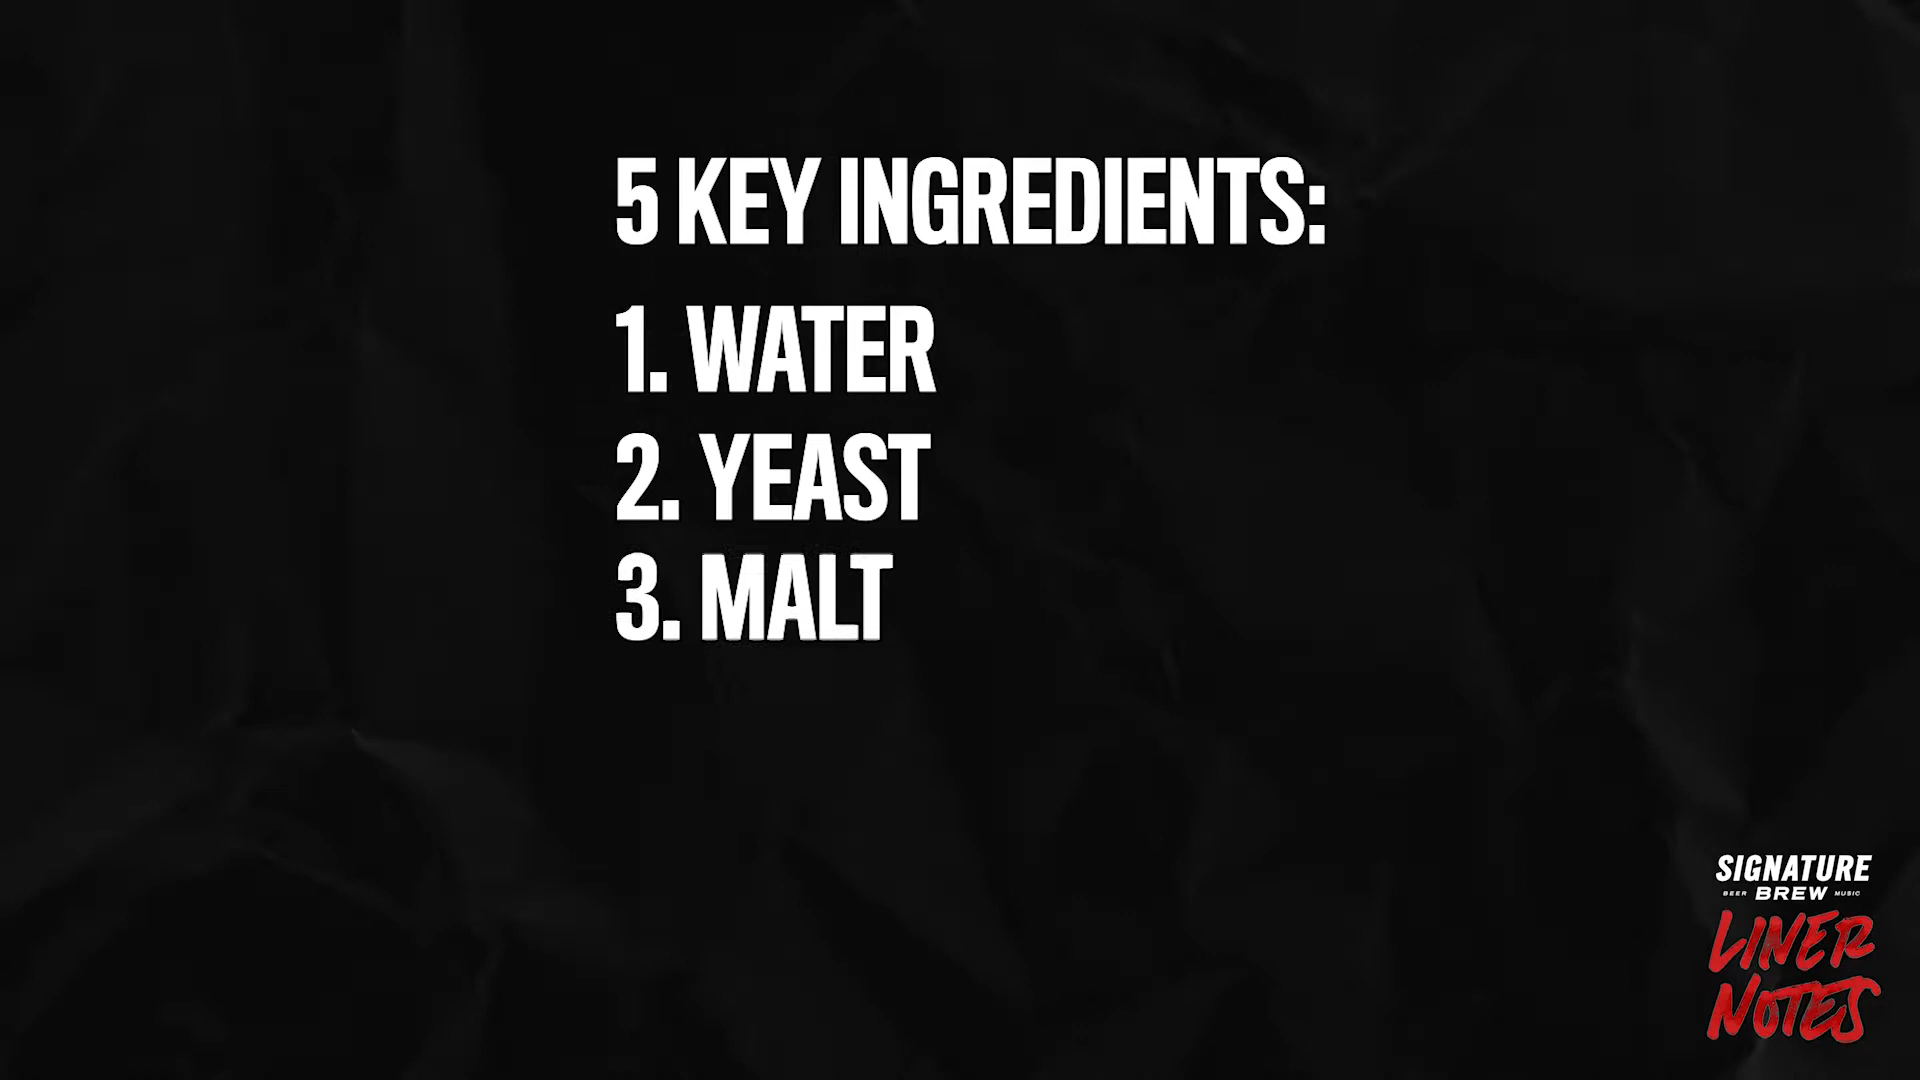 5 KEY INGREDIENTS:
1. WATER
2. YEAST
3. MALT
SIGNATURE
BEER BREW MUSIC
LINER
NOTES